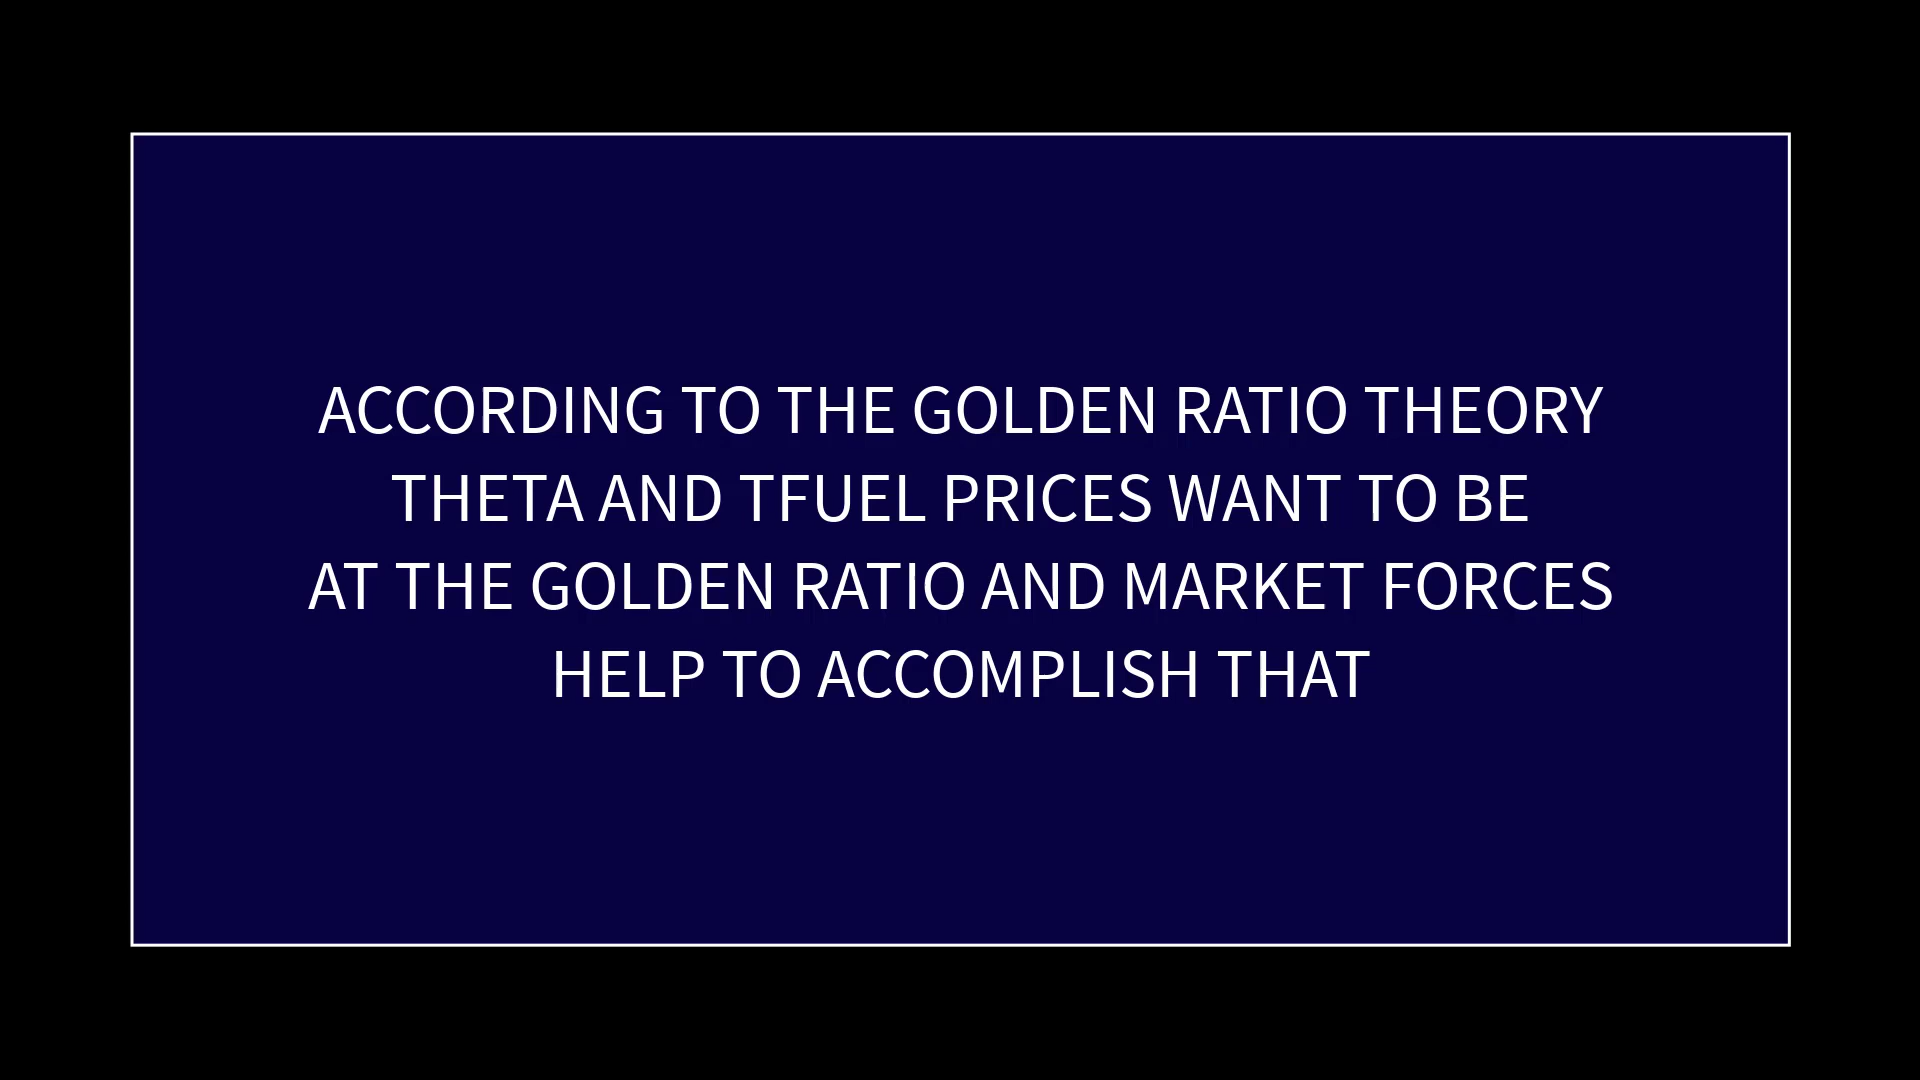 ACCORDING TO THE GOLDEN RATIO THEORY
THETA AND TFUEL PRICES WANT TO BE
AT THE GOLDEN RATIO AND MARKET FORCES
HELP TO ACCOMPLISH THAT